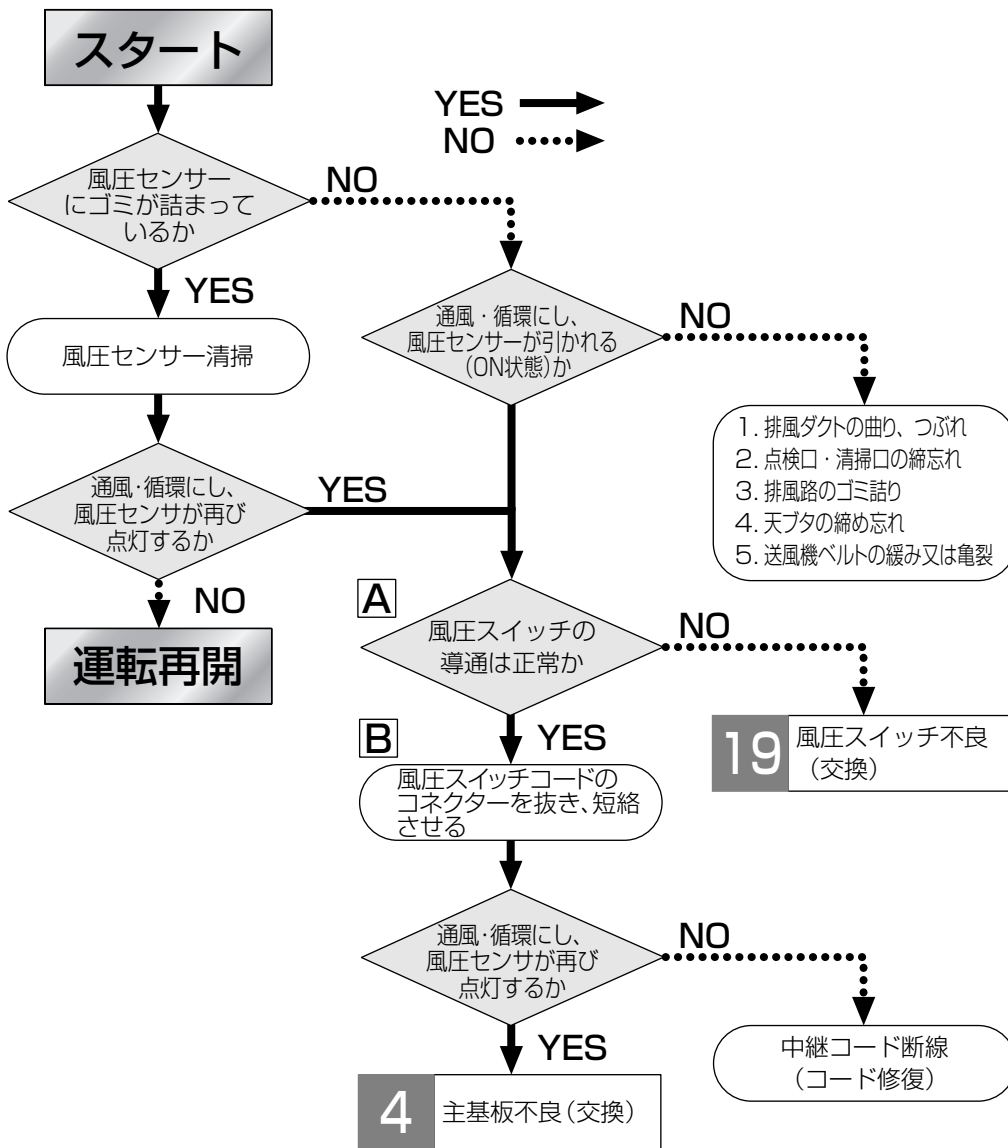 スタート
YES
NO
風圧センサー
にゴミが詰まって
いるか
NO
YES
風圧センサー清掃
通風・循環にし、
風圧センサーが引かれる
(ON状態)か
NO
1. 排風ダクトの曲り、つぶれ
2. 点検口・清掃口の締忘れ
3. 排風路のゴミ詰り
4. 天ブタの締め忘れ
5. 送風機ベルトの緩み又は亀裂
通風・循環にし、
風圧センサが再び
点灯するか
YES
NO
運転再開
A
風圧スイッチの
導通は正常か
NO
19
風圧スイッチ不良
(交換)
YES
B
風圧スイッチコードの
コネクターを抜き、短絡
させる
通風・循環にし、
風圧センサが再び
点灯するか
NO
中継コード断線
(コード修復)
YES
4
主基板不良(交換)